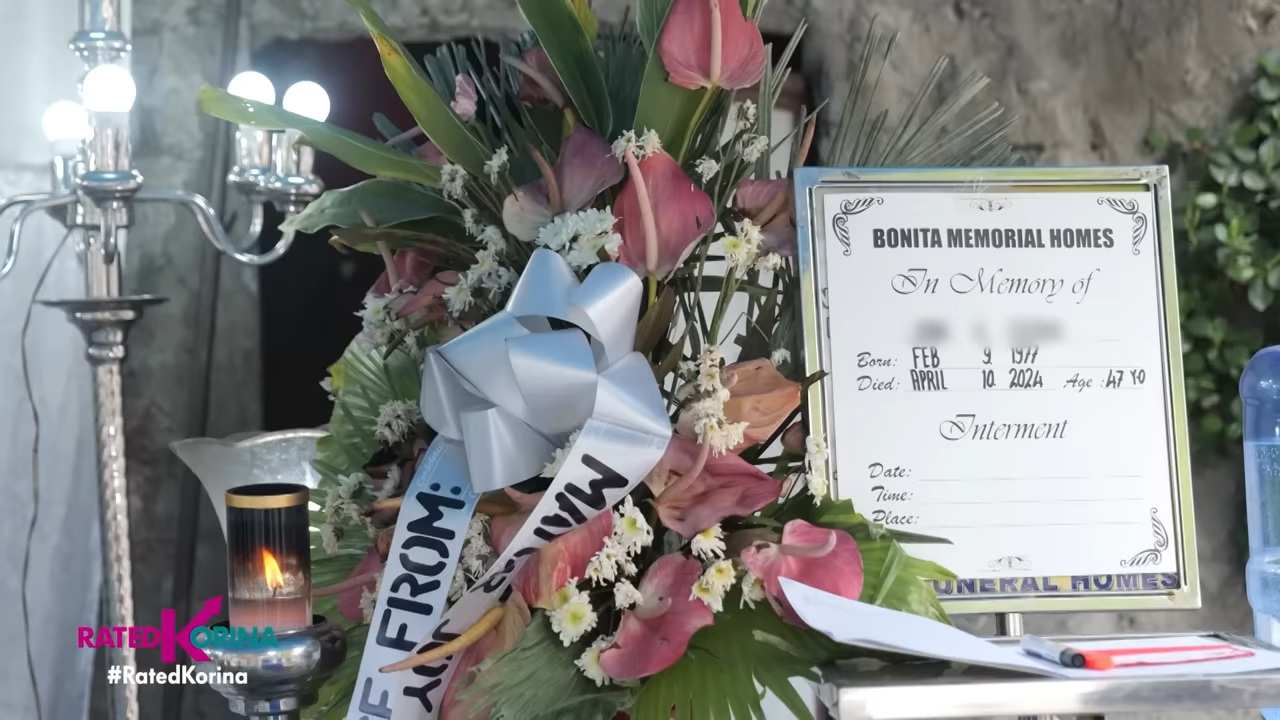 BONITA MEMORIAL HOMES
In Memory of
Born: FEB 9 1977
Died: APRIL 10 2024 Age: 47 YO
Interment
Date:
Time:
Place:
FUNERAL HOMES
FROM:
RATED KORINA
#RatedKorina